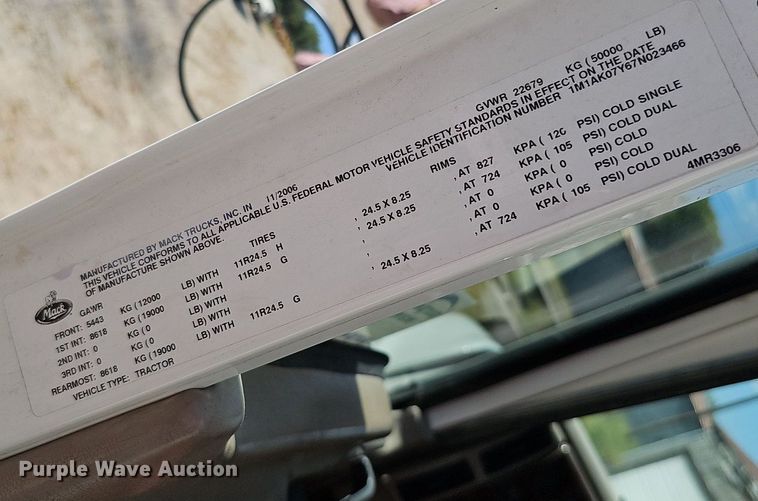 MANUFACTURED BY MACK TRUCKS, INC. IN 11/2006 GVWR 22679 KG ( 50000 LB)
THIS VEHICLE CONFORMS TO ALL APPLICABLE U.S. FEDERAL MOTOR VEHICLE SAFETY STANDARDS IN EFFECT ON THE DATE
OF MANUFACTURE SHOWN ABOVE. VEHICLE IDENTIFICATION NUMBER 1M1AK07Y67N023466
Mack
GAWR TIRES RIMS
FRONT: 5443 KG (12000 LB) WITH 11R24.5 H , 24.5 X 8.25 , AT 827 KPA ( 120 PSI) COLD SINGLE
1ST INT: 8618 KG (19000 LB) WITH 11R24.5 G , 24.5 X 8.25 , AT 724 KPA ( 105 PSI) COLD DUAL
2ND INT: 0 KG (0 LB) WITH , , AT 0 KPA ( 0 PSI) COLD
3RD INT: 0 KG (0 LB) WITH , , AT 0 KPA ( 0 PSI) COLD
REARMOST: 8618 KG (19000 LB) WITH 11R24.5 G , 24.5 X 8.25 , AT 724 KPA ( 105 PSI) COLD DUAL
VEHICLE TYPE: TRACTOR 4MR3306
Purple Wave Auction